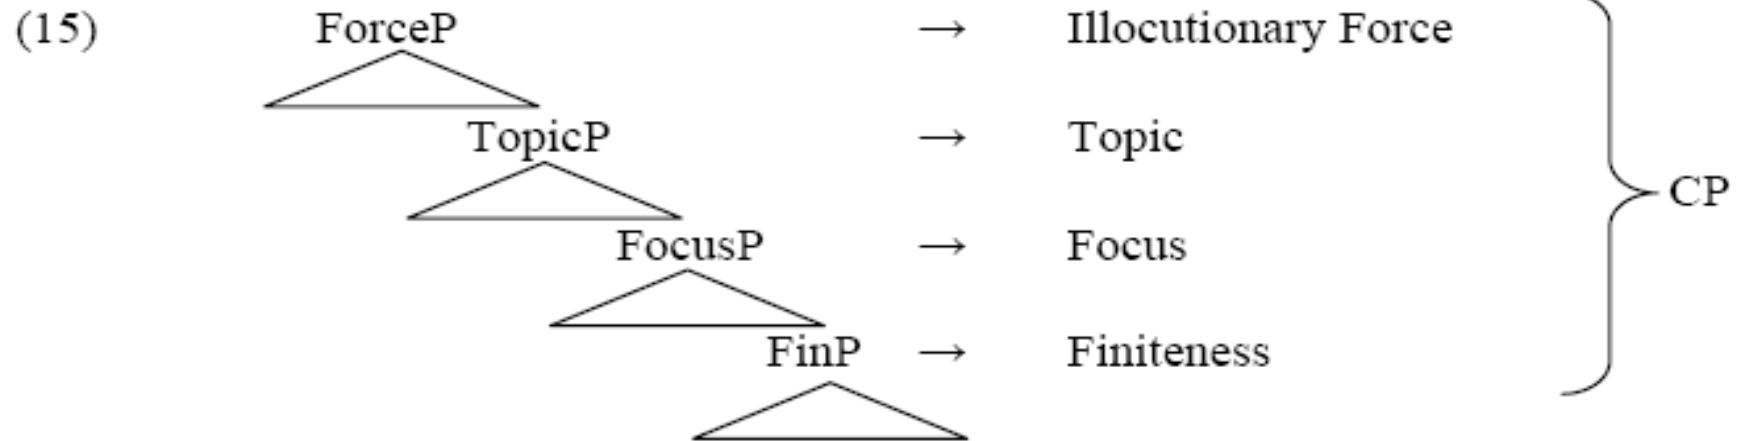 (15) ForceP → Illocutionary Force
TopicP → Topic
CP
FocusP → Focus
FinP → Finiteness